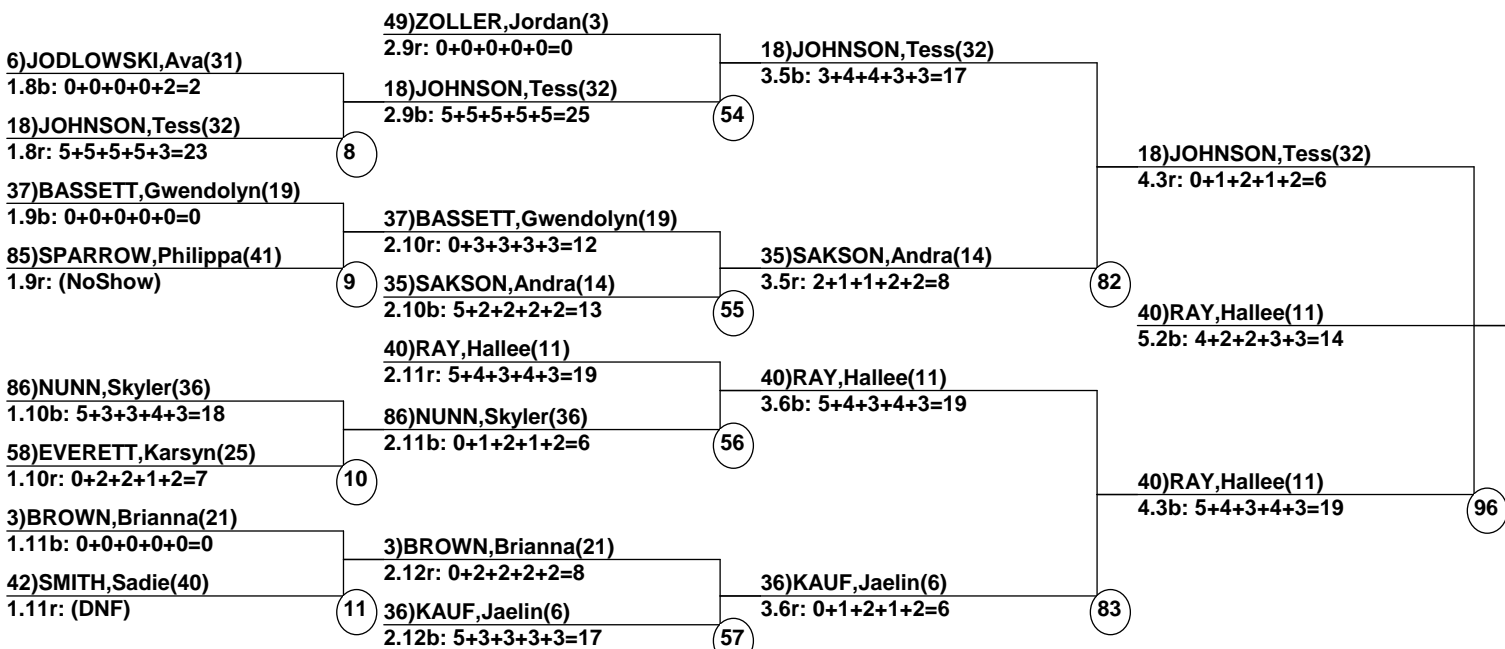 6)JODLOWSKI,Ava(31)
1.8b: 0+0+0+0+2=2
18)JOHNSON,Tess(32)
1.8r: 5+5+5+5+3=23
8
37)BASSETT,Gwendolyn(19)
1.9b: 0+0+0+0+0=0
85)SPARROW,Philippa(41)
1.9r: (NoShow)
9
86)NUNN,Skyler(36)
1.10b: 5+3+3+4+3=18
58)EVERETT,Karsyn(25)
1.10r: 0+2+2+1+2=7
10
3)BROWN,Brianna(21)
1.11b: 0+0+0+0+0=0
42)SMITH,Sadie(40)
1.11r: (DNF)
11
49)ZOLLER,Jordan(3)
2.9r: 0+0+0+0+0=0
18)JOHNSON,Tess(32)
2.9b: 5+5+5+5+5=25
54
37)BASSETT,Gwendolyn(19)
2.10r: 0+3+3+3+3=12
35)SAKSON,Andra(14)
2.10b: 5+2+2+2+2=13
55
40)RAY,Hallee(11)
2.11r: 5+4+3+4+3=19
86)NUNN,Skyler(36)
2.11b: 0+1+2+1+2=6
56
3)BROWN,Brianna(21)
2.12r: 0+2+2+2+2=8
36)KAUF,Jaelin(6)
2.12b: 5+3+3+3+3=17
57
18)JOHNSON,Tess(32)
3.5b: 3+4+4+3+3=17
35)SAKSON,Andra(14)
3.5r: 2+1+1+2+2=8
82
40)RAY,Hallee(11)
3.6b: 5+4+3+4+3=19
36)KAUF,Jaelin(6)
3.6r: 0+1+2+1+2=6
83
18)JOHNSON,Tess(32)
4.3r: 0+1+2+1+2=6
40)RAY,Hallee(11)
5.2b: 4+2+2+3+3=14
40)RAY,Hallee(11)
4.3b: 5+4+3+4+3=19
96